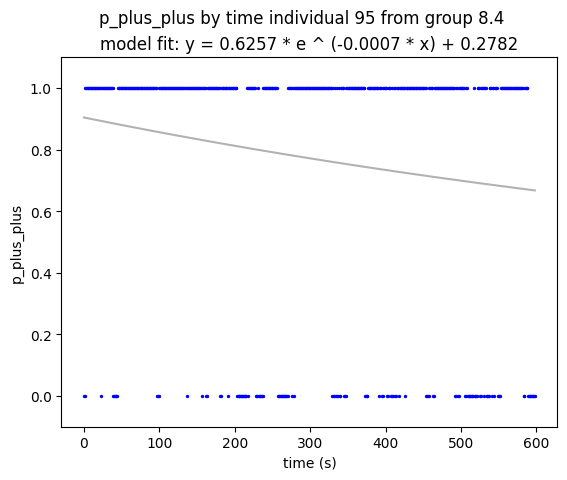 p_plus_plus by time individual 95 from group 8.4
model fit: y = 0.6257 * e ^ (-0.0007 * x) + 0.2782
1.0
0.8
0.6
0.4
0.2
0.0
p_plus_plus
0 100 200 300 400 500 600
time (s)